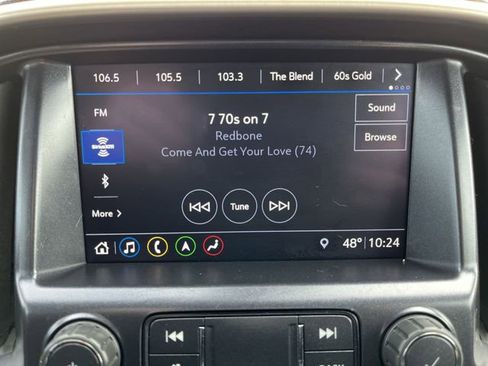 106.5 105.5 103.3 The Blend 60s Gold
FM
7 70s on 7
Sound
Redbone
SiriusXM
Browse
Come And Get Your Love (74)
More
Tune
48° 10:24